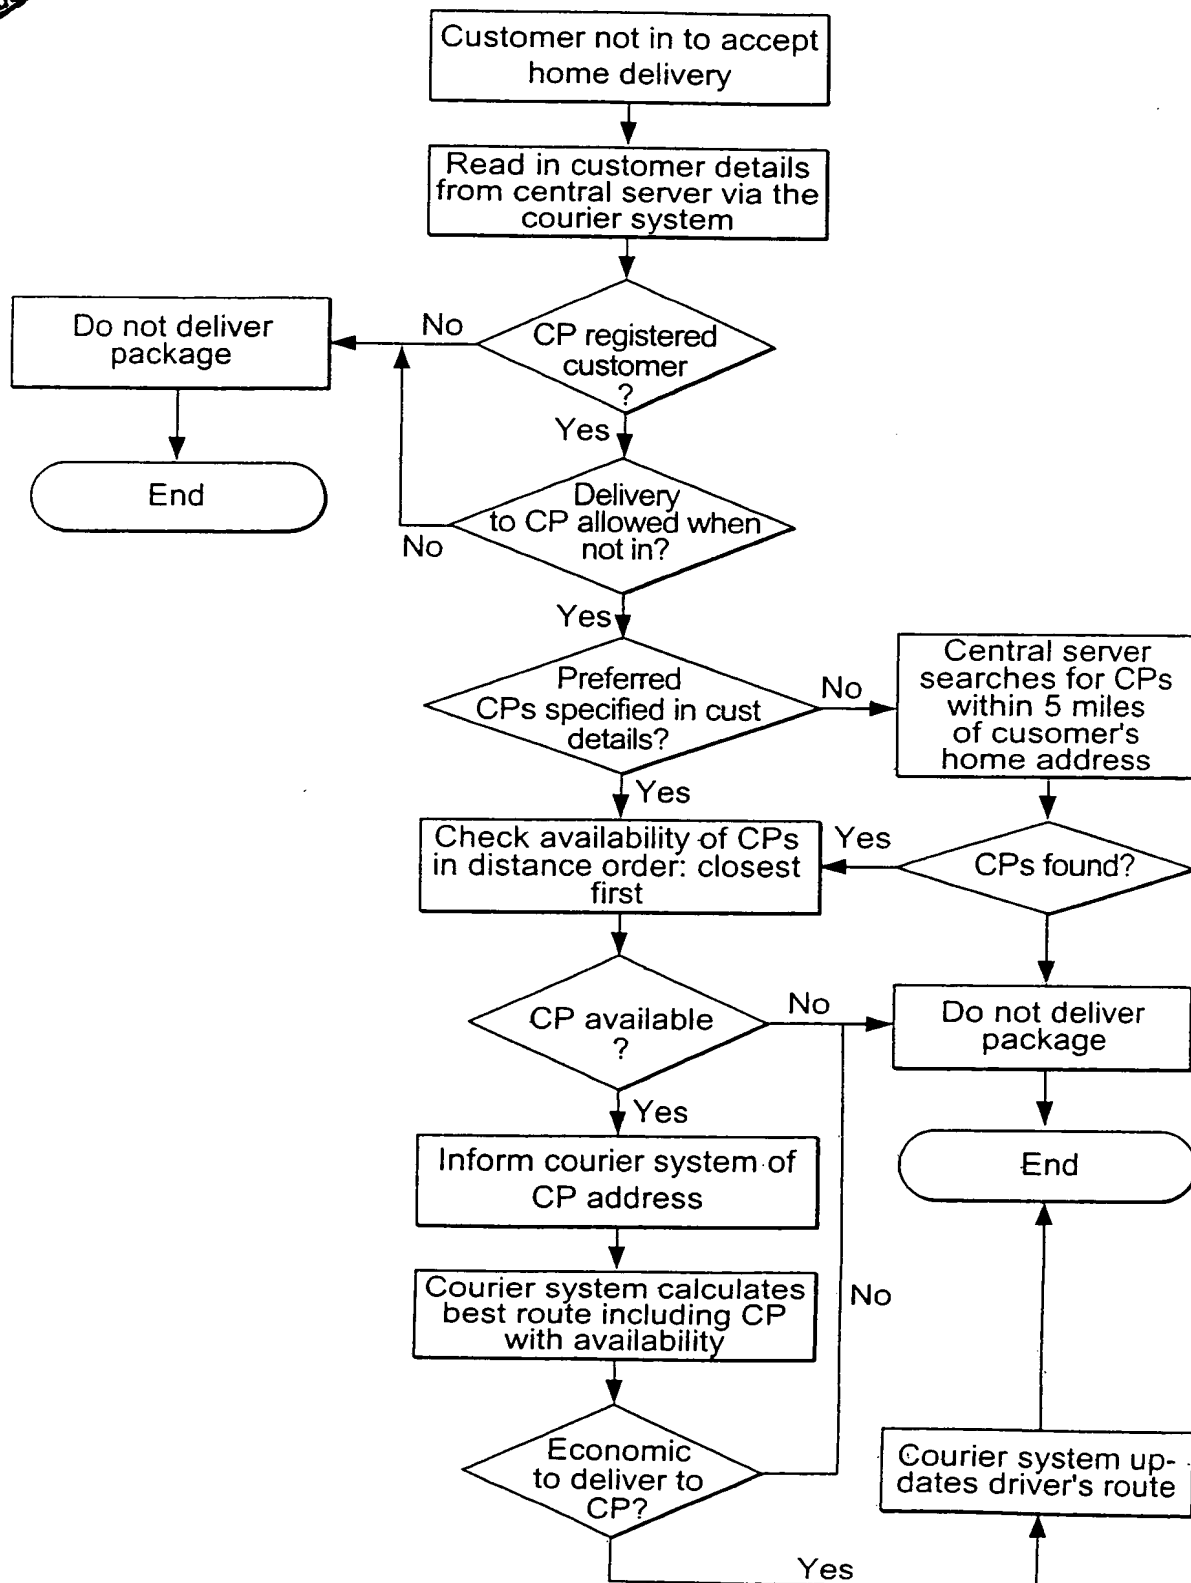 Customer not in to accept
home delivery
Read in customer details
from central server via the
courier system
Do not deliver
package
No
CP registered
customer
?
Yes
End
Delivery
to CP allowed when
not in?
No
Yes
Preferred
CPs specified in cust
details?
No
Central server
searches for CPs
within 5 miles
of cusomer's
home address
Yes
Check availability of CPs
in distance order: closest
first
Yes
CPs found?
CP available
?
No
Do not deliver
package
Yes
Inform courier system of
CP address
End
Courier system calculates
best route including CP
with availability
No
Economic
to deliver to
CP?
Courier system up-
dates driver's route
Yes